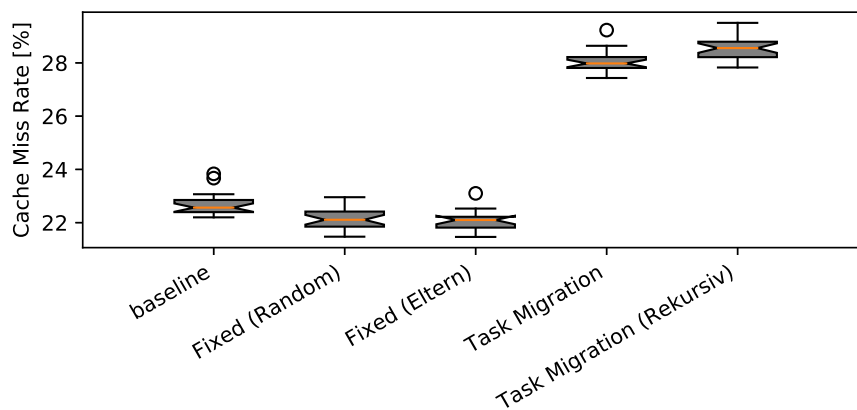 Cache Miss Rate [%]
28
26
24
22
baseline
Fixed (Random)
Fixed (Eltern)
Task Migration
Task Migration (Rekursiv)